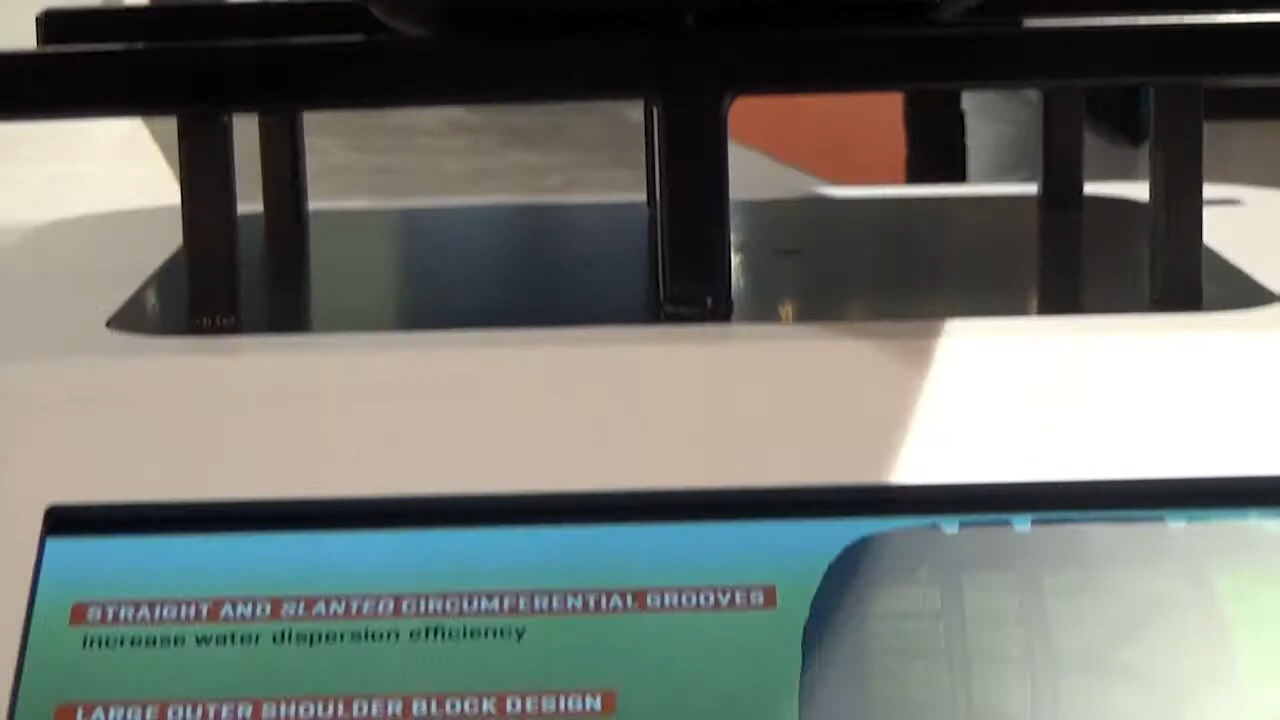 STRAIGHT AND SLANTED CIRCUMFERENTIAL GROOVES
increase water dispersion efficiency
LARGE OUTER SHOULDER BLOCK DESIGN